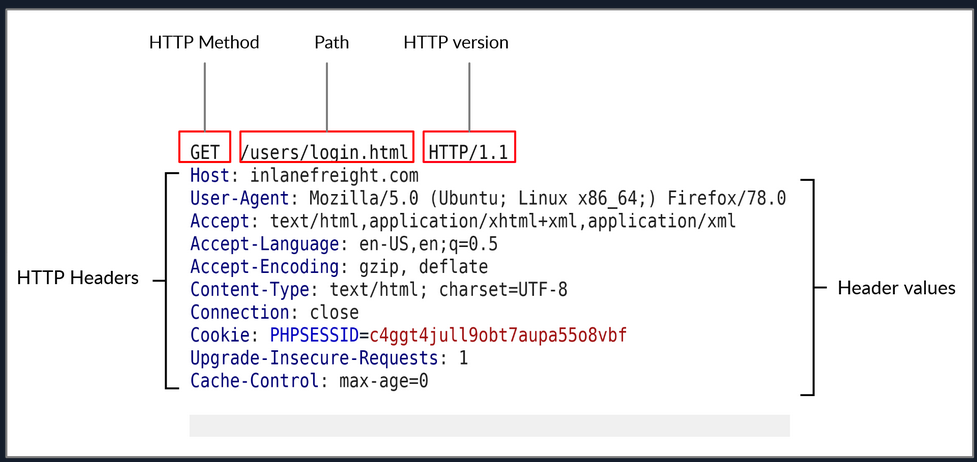 HTTP Method Path HTTP version
GET /users/login.html HTTP/1.1
Host: inlanefreight.com
User-Agent: Mozilla/5.0 (Ubuntu; Linux x86_64;) Firefox/78.0
Accept: text/html,application/xhtml+xml,application/xml
Accept-Language: en-US,en;q=0.5
Accept-Encoding: gzip, deflate
HTTP Headers
Content-Type: text/html; charset=UTF-8
Header values
Connection: close
Cookie: PHPSESSID=c4ggt4jull9obt7aupa55o8vbf
Upgrade-Insecure-Requests: 1
Cache-Control: max-age=0